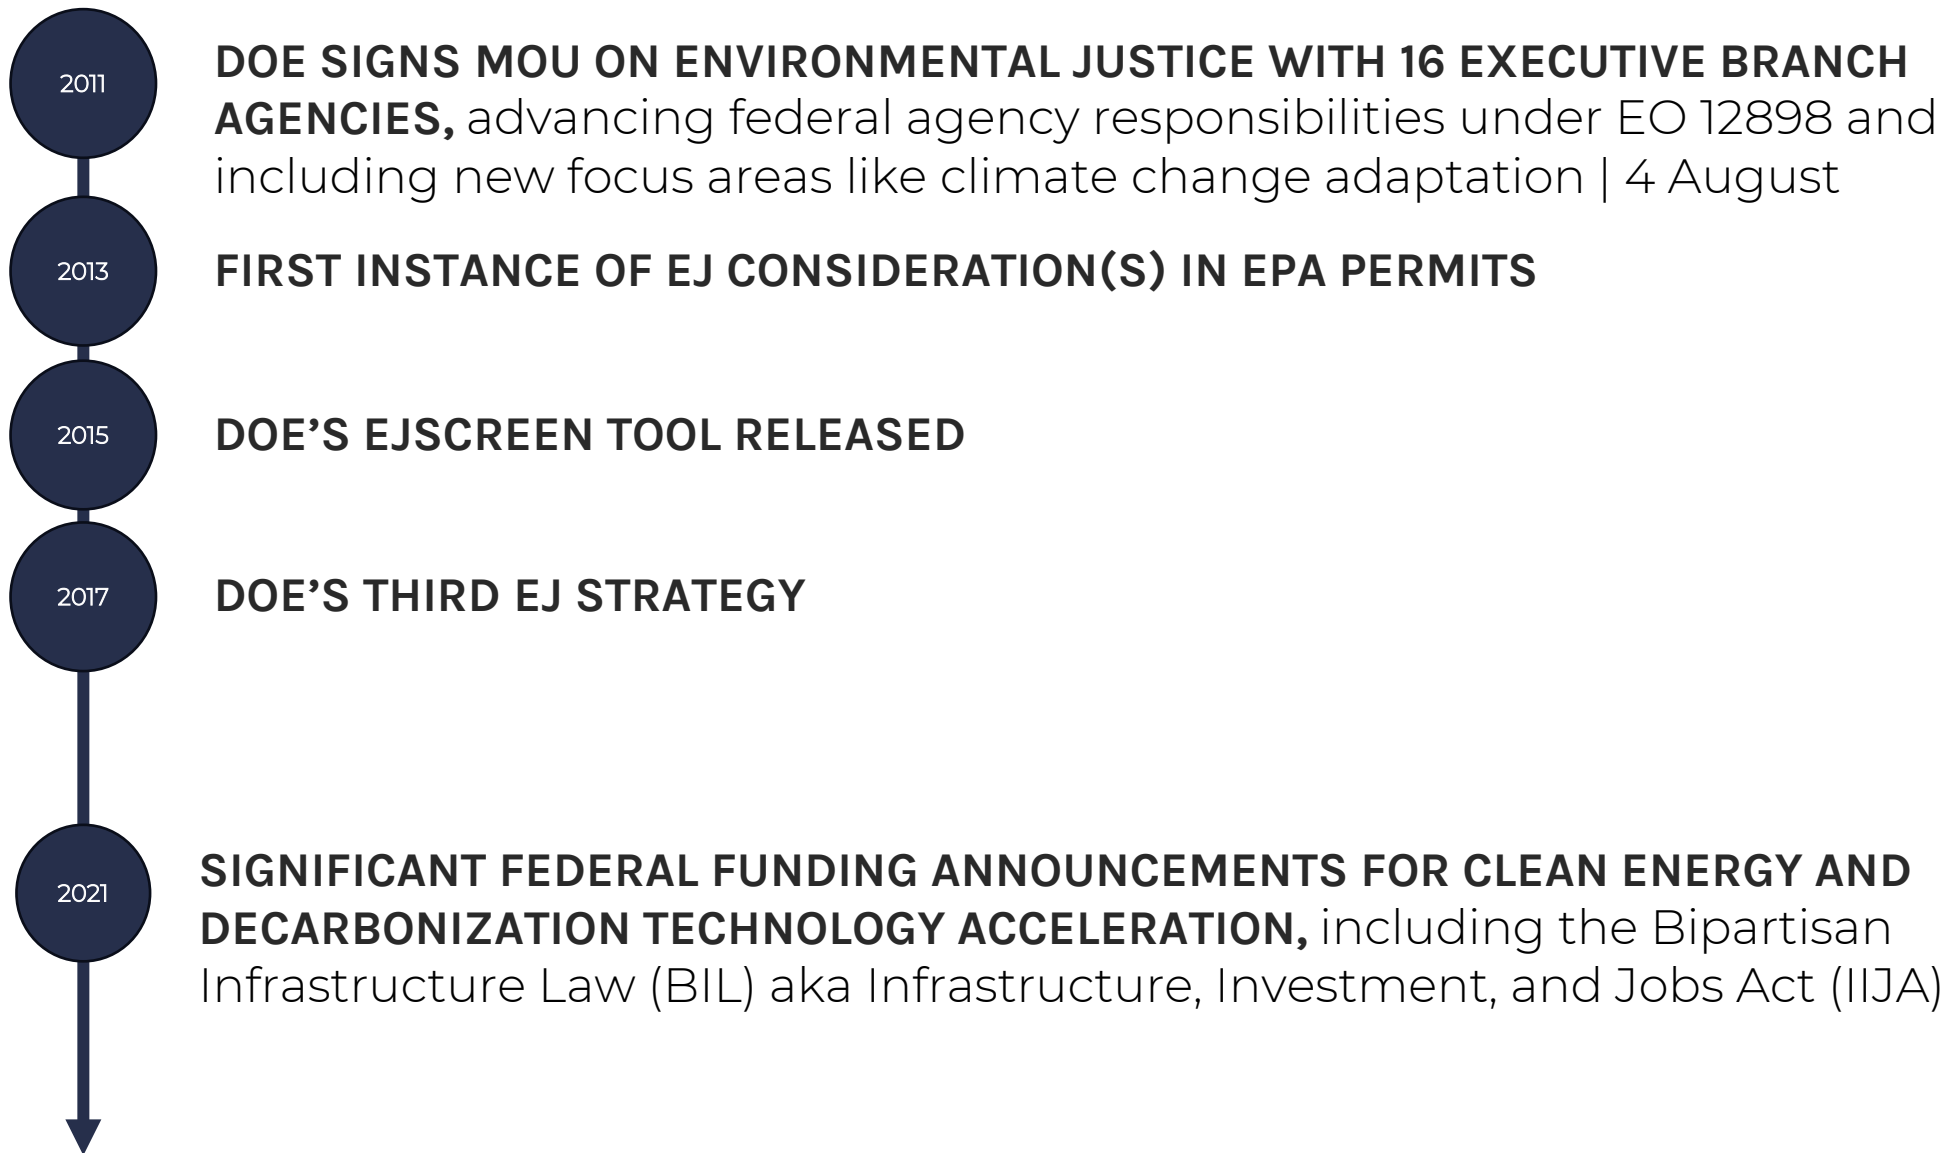 2011
DOE SIGNS MOU ON ENVIRONMENTAL JUSTICE WITH 16 EXECUTIVE BRANCH
AGENCIES, advancing federal agency responsibilities under EO 12898 and
including new focus areas like climate change adaptation | 4 August
2013
FIRST INSTANCE OF EJ CONSIDERATION(S) IN EPA PERMITS
2015
DOE’S EJSCREEN TOOL RELEASED
2017
DOE’S THIRD EJ STRATEGY
2021
SIGNIFICANT FEDERAL FUNDING ANNOUNCEMENTS FOR CLEAN ENERGY AND
DECARBONIZATION TECHNOLOGY ACCELERATION, including the Bipartisan
Infrastructure Law (BIL) aka Infrastructure, Investment, and Jobs Act (IIJA)